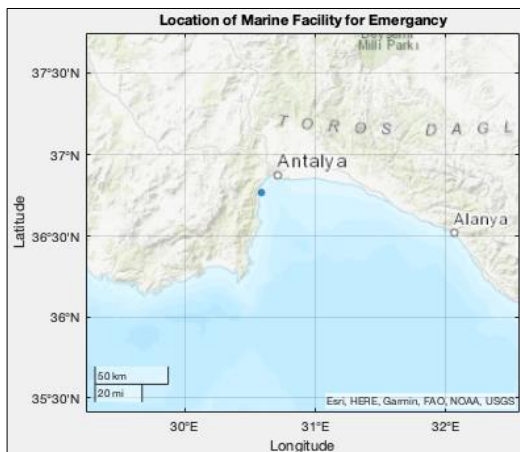 Location of Marine Facility for Emergancy
Milli Parkı
37°30'N
TOROS DAGL
37°N
Antalya
Latitude
36°30'N
Alanya
36°N
50 km
20 mi
35°30'N
Esri, HERE, Garmin, FAO, NOAA, USGS
30°E
31°E
32°E
Longitude